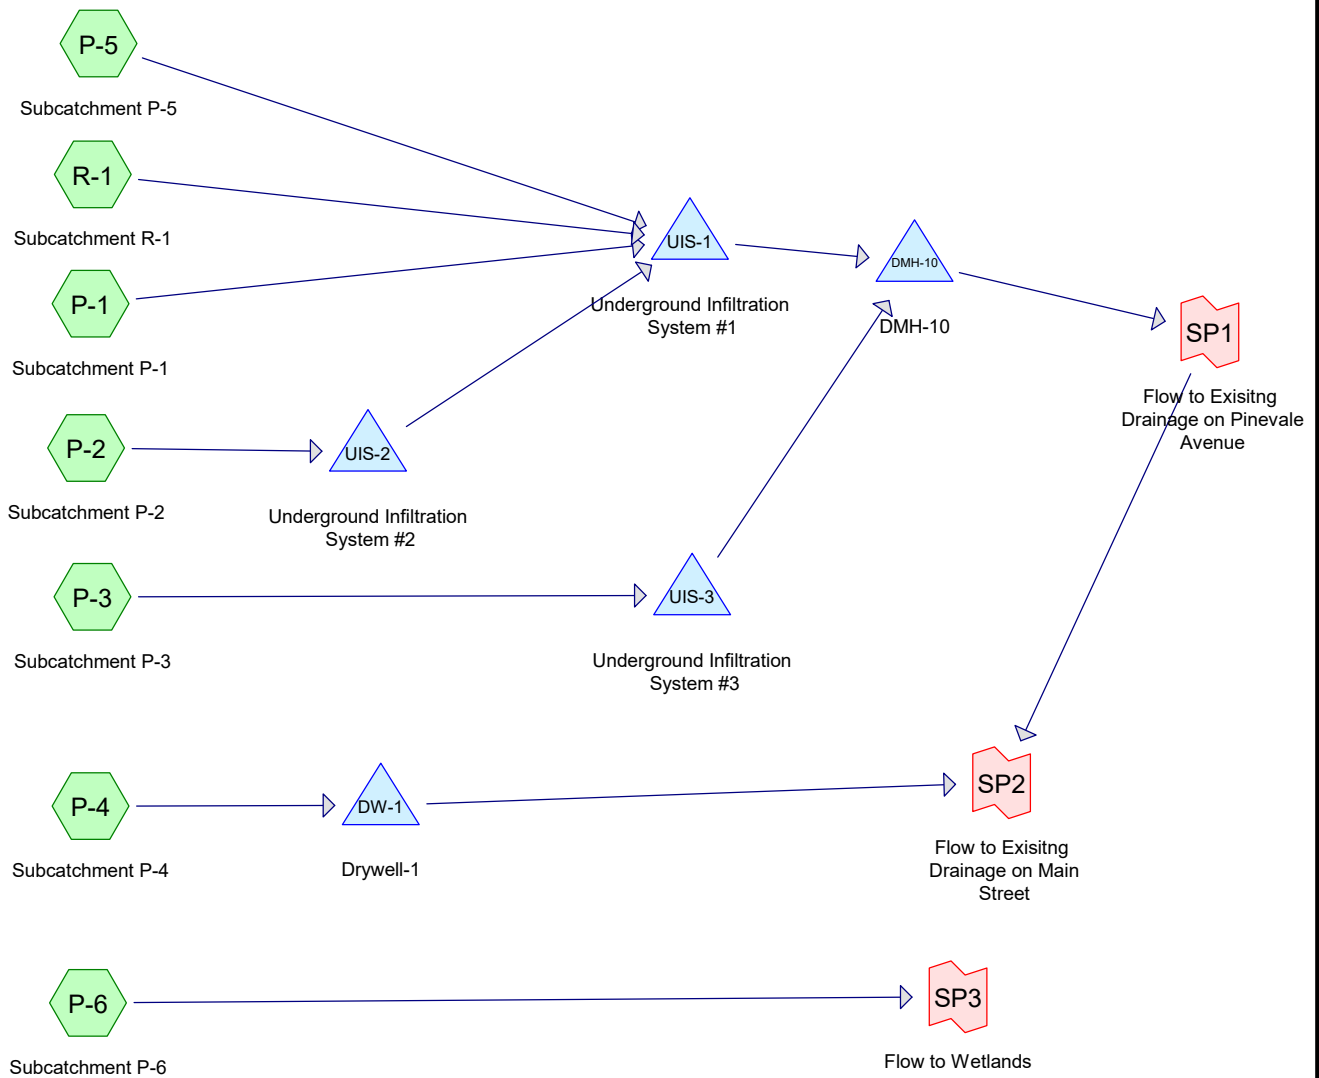 P-5
Subcatchment P-5
R-1
Subcatchment R-1
UIS-1
Underground Infiltration
System #1
DMH-10
DMH-10
P-1
Subcatchment P-1
SP1
Flow to Exisitng
Drainage on Pinevale
Avenue
P-2
Subcatchment P-2
UIS-2
Underground Infiltration
System #2
P-3
Subcatchment P-3
UIS-3
Underground Infiltration
System #3
P-4
Subcatchment P-4
DW-1
Drywell-1
SP2
Flow to Exisitng
Drainage on Main
Street
P-6
Subcatchment P-6
SP3
Flow to Wetlands